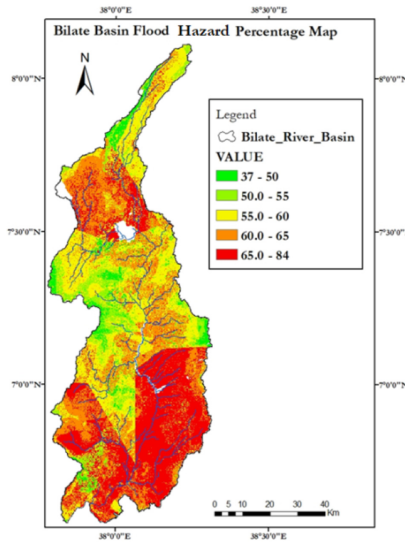 38°0'0"E 38°30'0"E
Bilate Basin Flood Hazard Percentage Map
N
8°0'0"N 8°0'0"N
Legend
Bilate_River_Basin
VALUE
37 - 50
50.0 - 55
55.0 - 60
60.0 - 65
65.0 - 84
7°30'0"N 7°30'0"N
7°0'0"N 7°0'0"N
0 5 10 20 30 40
Km
38°0'0"E 38°30'0"E